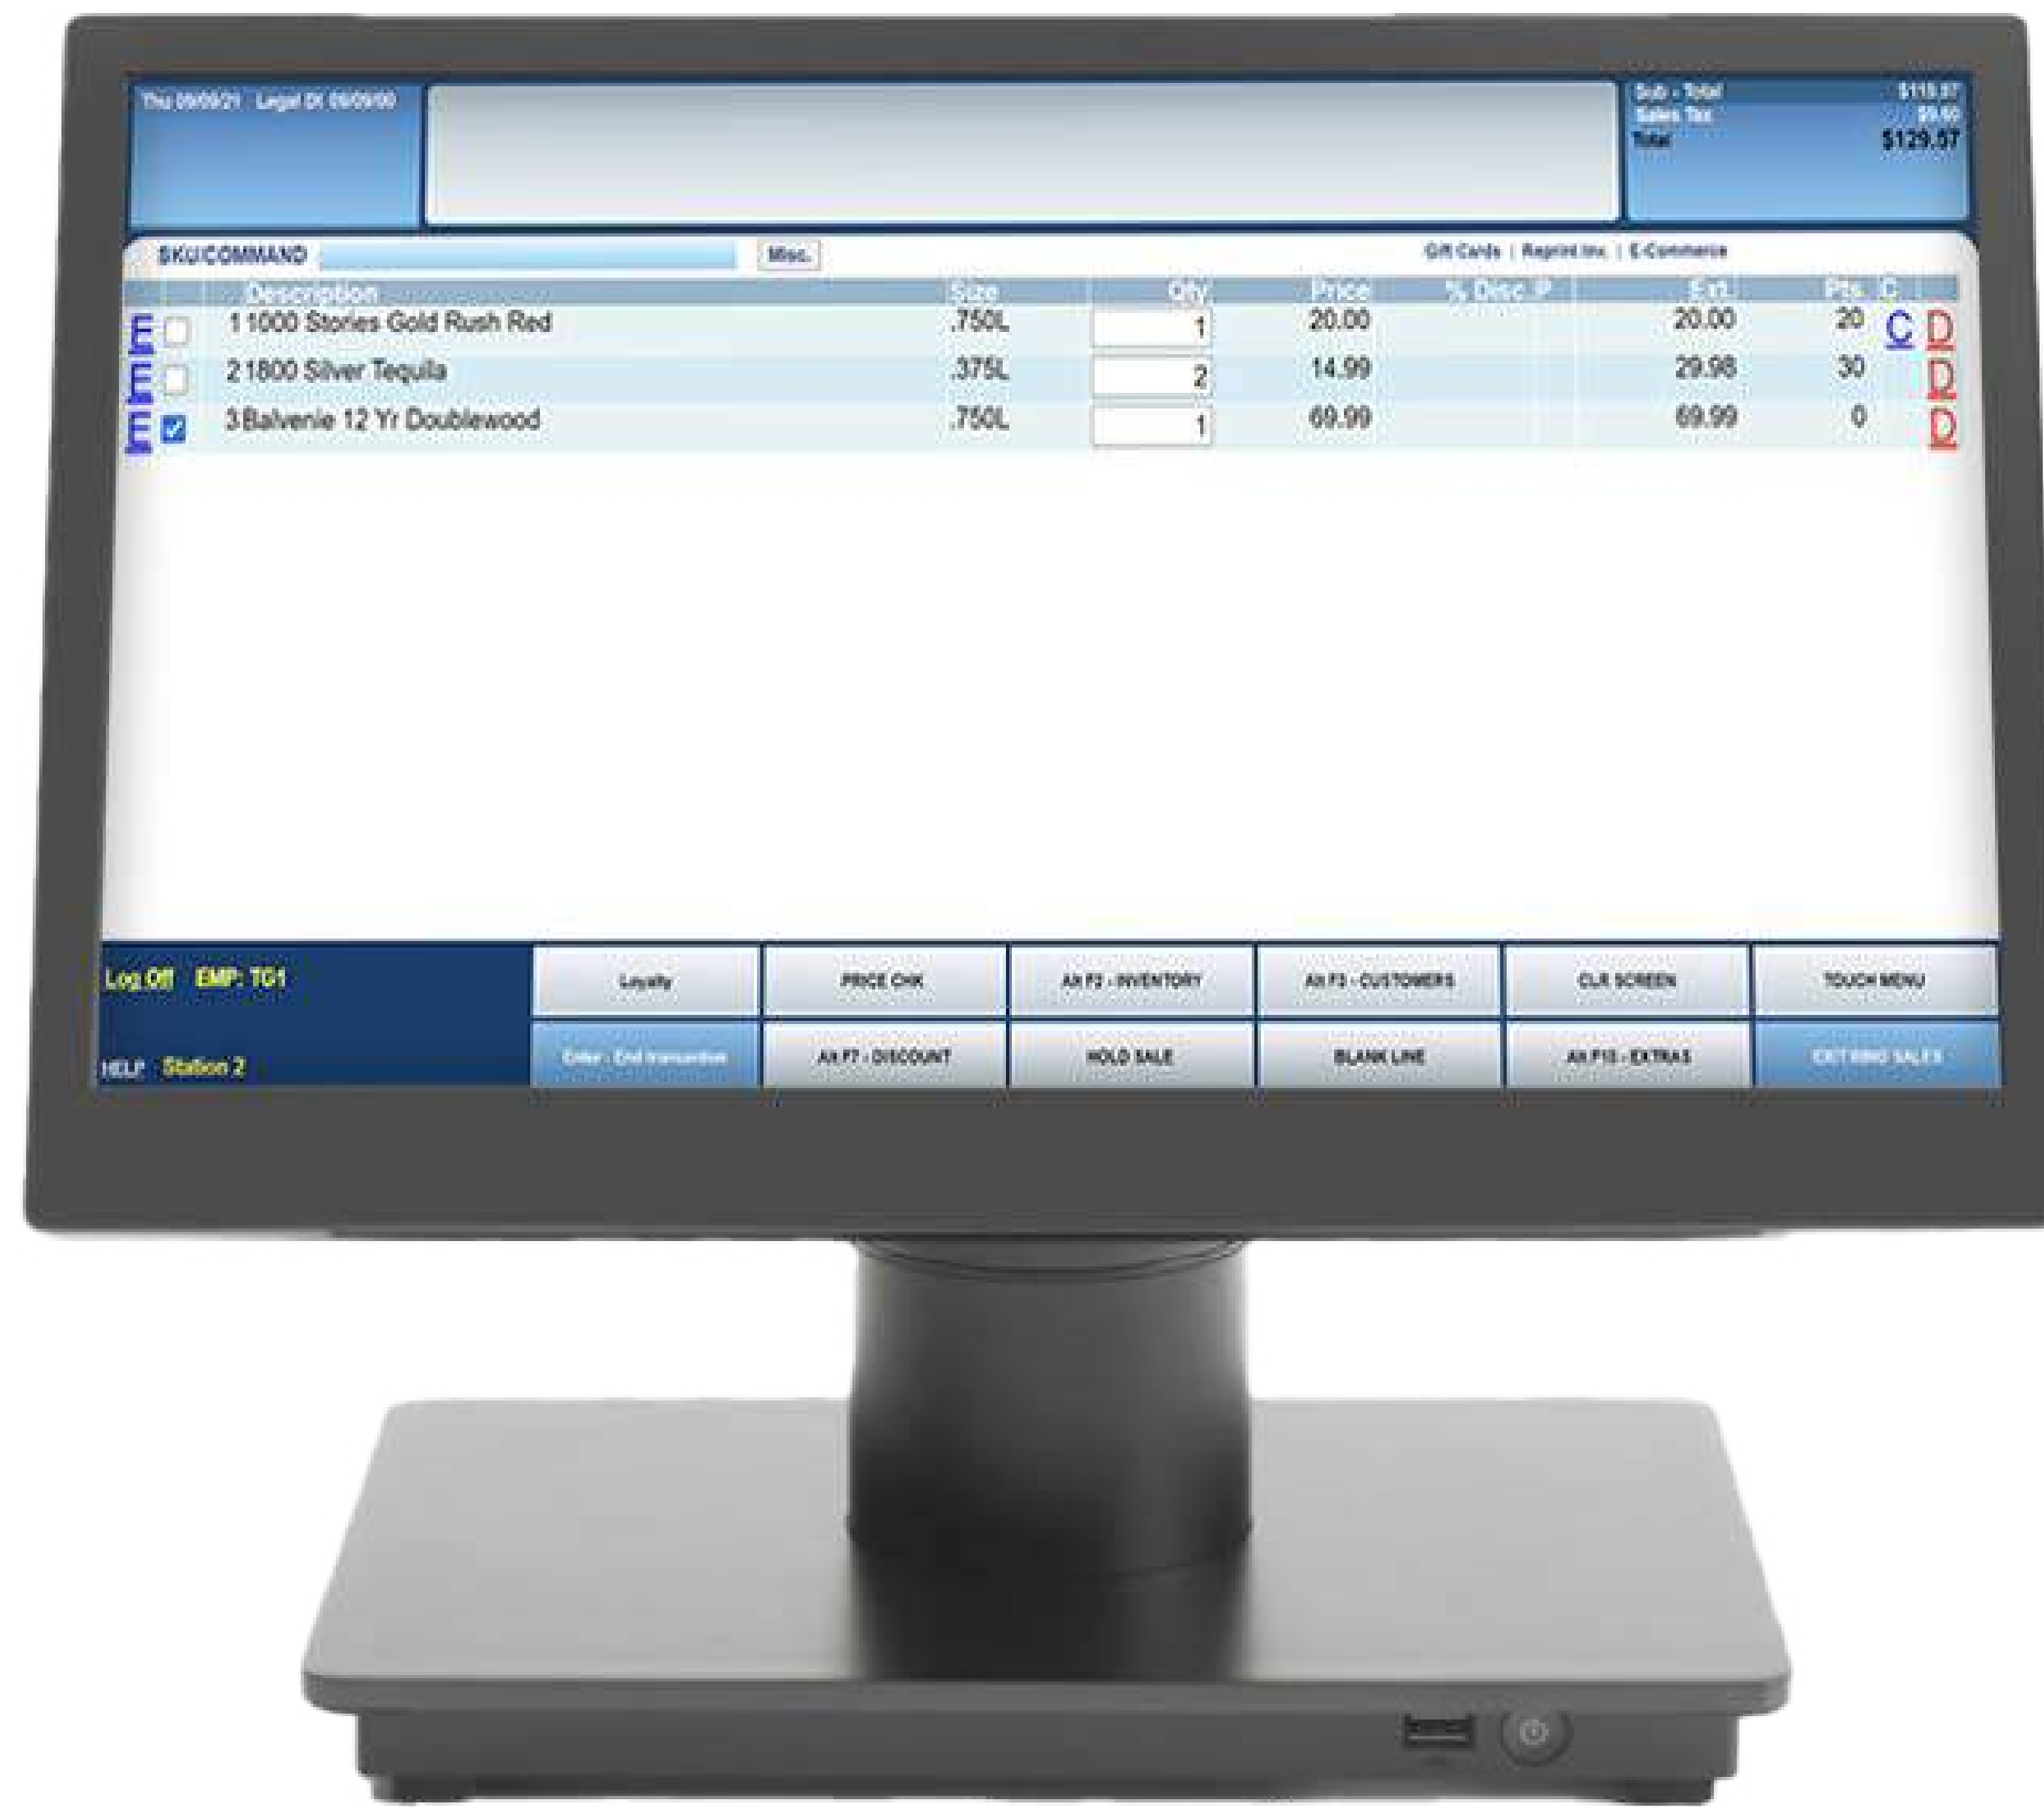 Thu 09/09/21 Legal Dt 09/09/00
Sub - Total $119.97
Sales Tax $9.60
Total $129.57
SKU/COMMAND Misc. Gift Cards | Reprint Inv. | E-Commerce
Description Size Qty Price % Disc. P Ext. Pts. C
E 1 1000 Stories Gold Rush Red .750L 1 20.00 20.00 20 C D
E 2 1800 Silver Tequila .375L 2 14.99 29.98 30 D
E 3 Balvenie 12 Yr Doublewood .750L 1 69.99 69.99 0 D
Log Off EMP: TG1 Loyalty PRICE CHK INVENTORY CUSTOMERS CLR SCREEN TOUCH MENU
HELP Station 2 Enter - End transaction Alt F7 - DISCOUNT HOLD SALE BLANK LINE Alt F10 - EXTRAS EXIT RING SALES